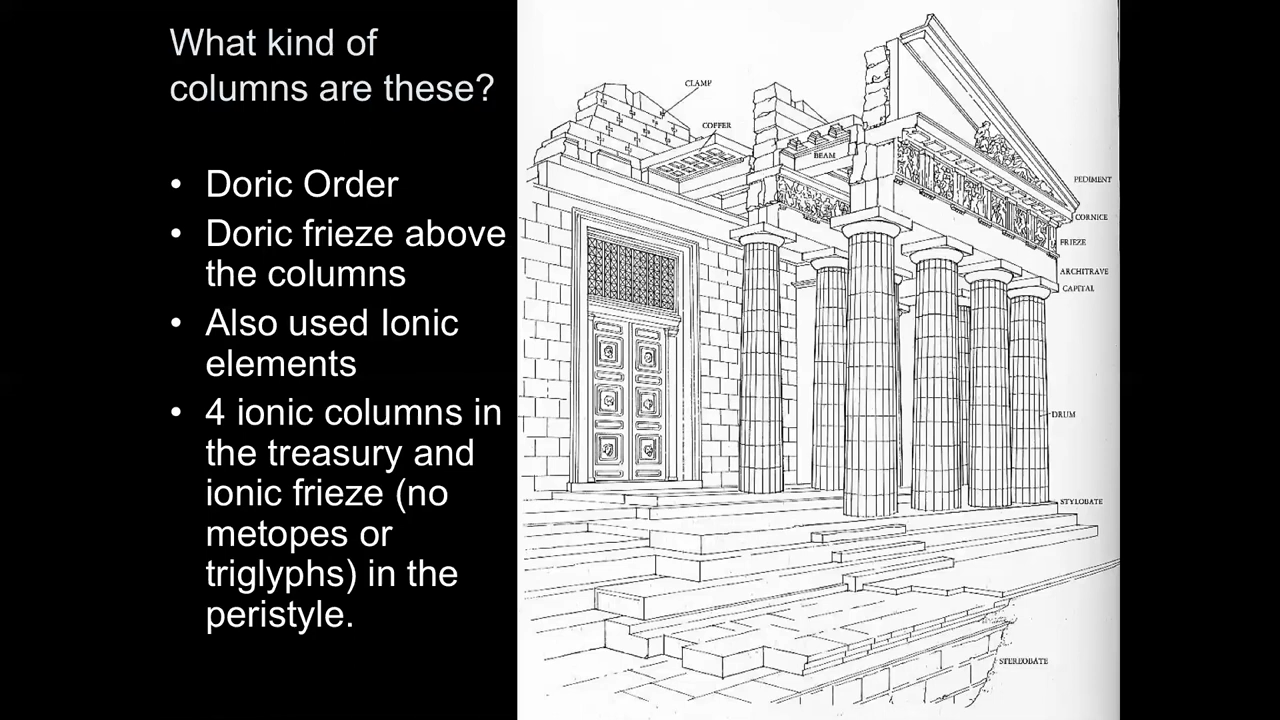 What kind of
columns are these?
• Doric Order
• Doric frieze above
the columns
• Also used Ionic
elements
• 4 ionic columns in
the treasury and
ionic frieze (no
metopes or
triglyphs) in the
peristyle.
CLAMP
COFFER
BEAM
PEDIMENT
CORNICE
FRIEZE
ARCHITRAVE
CAPITAL
DRUM
STYLOBATE
STEREOBATE